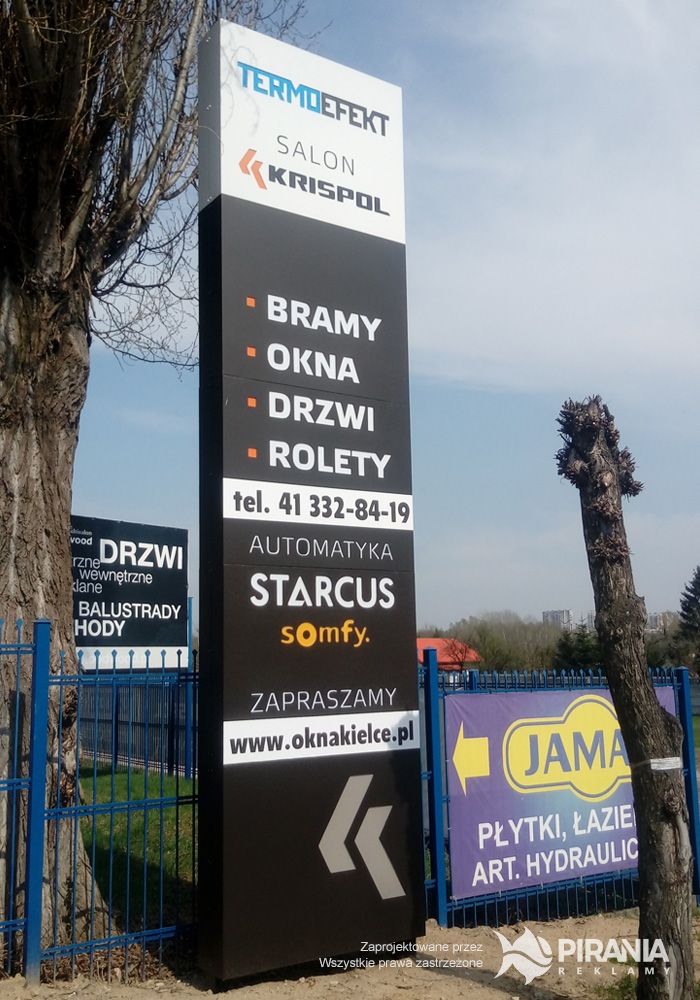 TERMOEFEKT
SALON
KRISPOL
BRAMY
OKNA
DRZWI
ROLETY
tel. 41 332-84-19
AUTOMATYKA
STARCUS
somfy.
ZAPRASZAMY
www.oknakielce.pl
wood
DRZWI
wewnętrzne
BALUSTRADY
JAMA
PŁYTKI, ŁAZIE
ART. HYDRAULIC
Zaprojektowane przez
Wszystkie prawa zastrzeżone
PIRANIA
REKLAMY